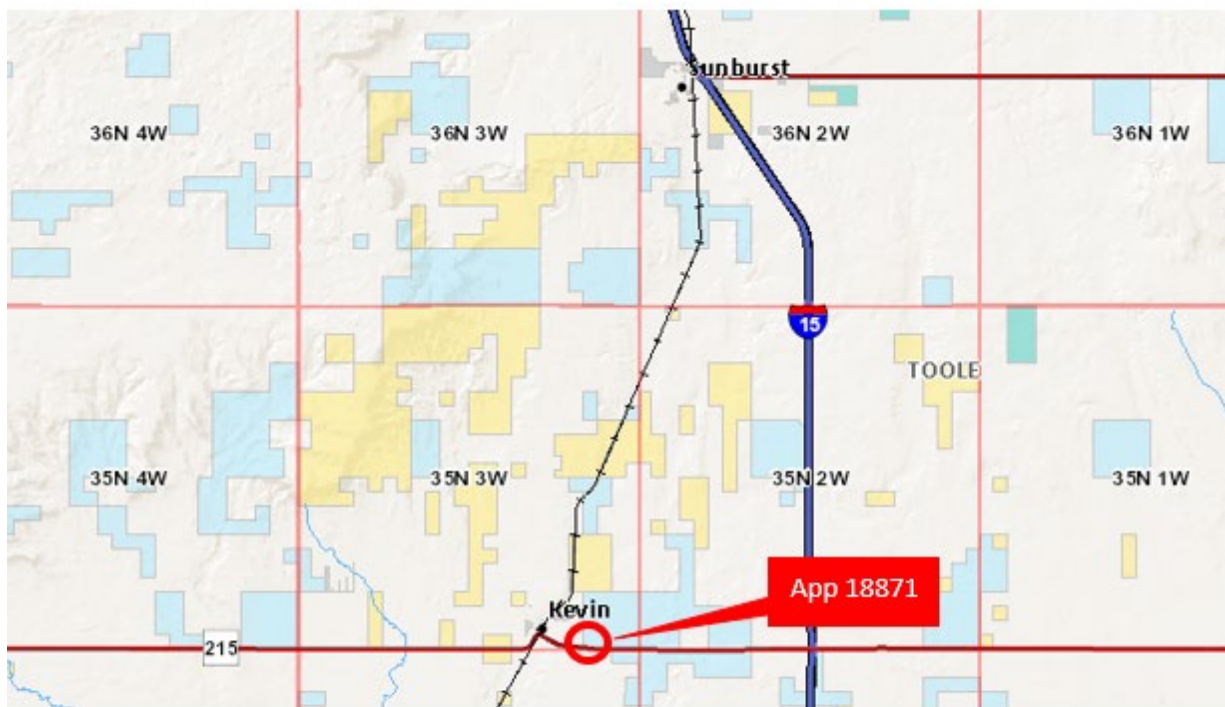 Sunburst
36N 4W
36N 3W
36N 2W
36N 1W
15
TOOLE
35N 4W
35N 3W
35N 2W
35N 1W
App 18871
Kevin
215